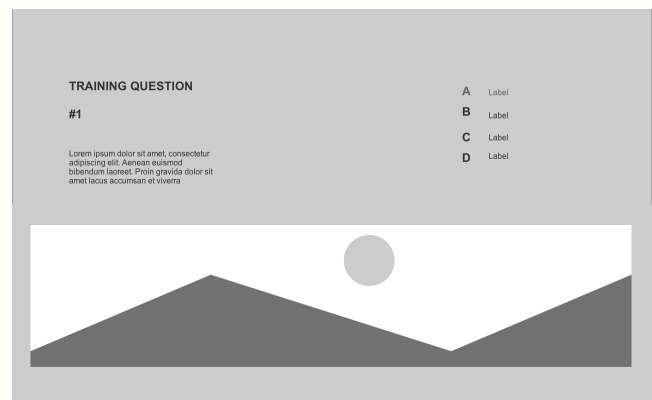 TRAINING QUESTION
#1
Lorem ipsum dolor sit amet, consectetur
adipiscing elit. Aenean euismod
bibendum laoreet. Proin gravida dolor sit
amet lacus accumsan et viverra
A Label
B Label
C Label
D Label